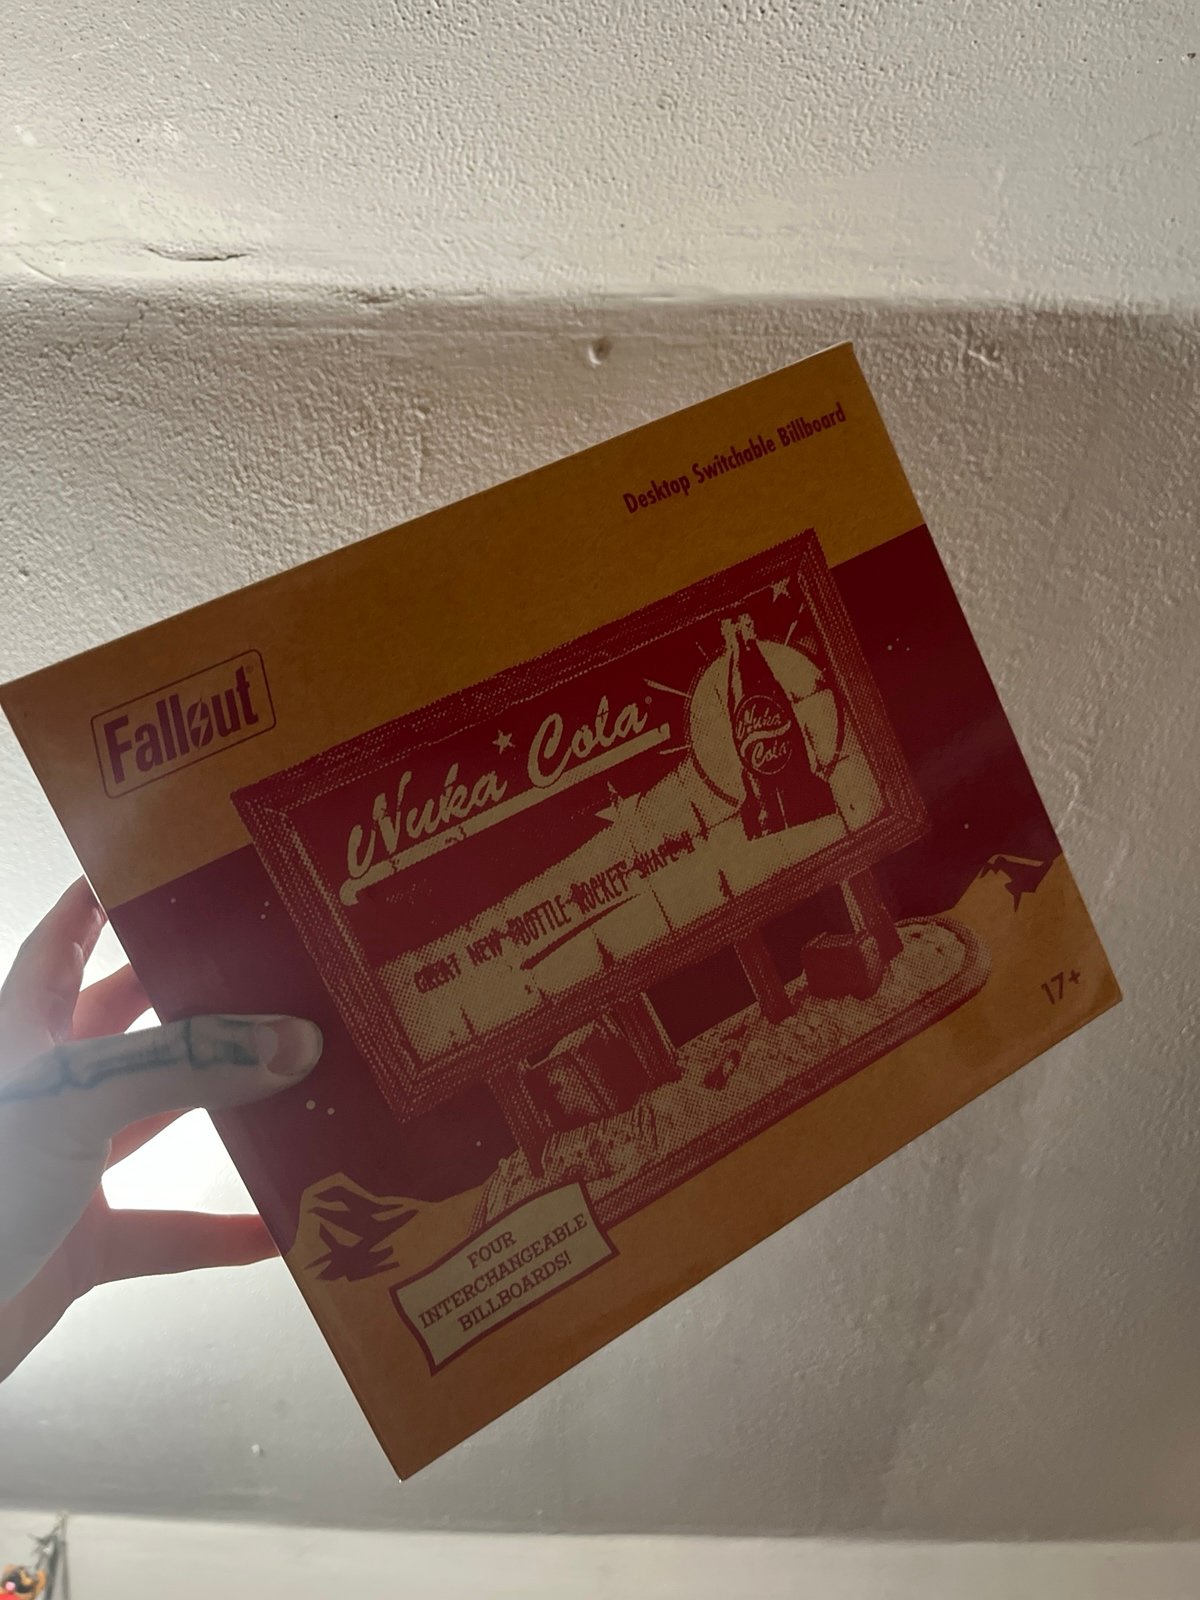 Desktop Switchable Billboard
Fallout®
Nuka Cola®
Nuka
Cola
GREAT NEW BOTTLE-ROCKET SHAPE
17+
FOUR
INTERCHANGEABLE
BILLBOARDS!